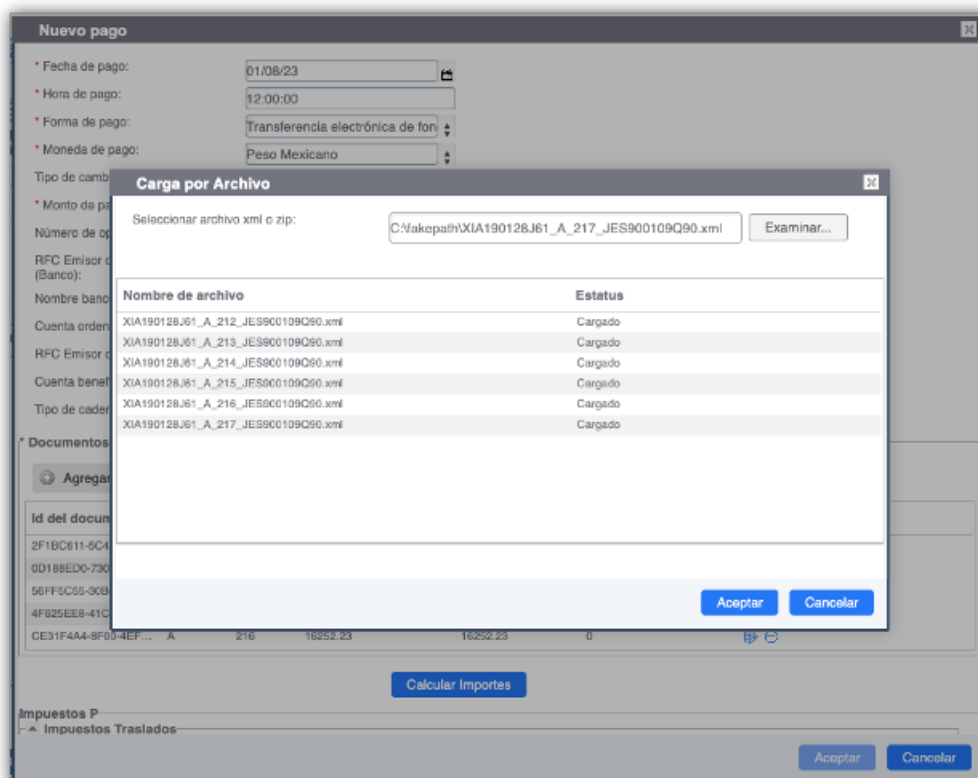 Nuevo pago
* Fecha de pago: 01/08/23
* Hora de pago: 12:00:00
* Forma de pago: Transferencia electrónica de fon
* Moneda de pago: Peso Mexicano
Tipo de camb
* Monto de pa
Número de op
RFC Emisor
(Banco):
Nombre banc
Cuenta orden
RFC Emisor
Cuenta benef
Tipo de cader
Carga por Archivo
Seleccionar archivo xml o zip: C:\fakepath\XIA190128J61_A_217_JES900109Q90.xml Examinar...
Nombre de archivo Estatus
XIA190128J61_A_212_JES900109Q90.xml Cargado
XIA190128J61_A_213_JES900109Q90.xml Cargado
XIA190128J61_A_214_JES900109Q90.xml Cargado
XIA190128J61_A_215_JES900109Q90.xml Cargado
XIA190128J61_A_216_JES900109Q90.xml Cargado
XIA190128J61_A_217_JES900109Q90.xml Cargado
Aceptar Cancelar
* Documentos
Agregar
Id del docum
2F1BC611-5C4
0D188ED0-730
56FF5C55-30B
4F625EE8-41C
CE31F4A4-8F00-4EF... A 216 16252.23 16252.23 0
Calcular Importes
Impuestos P
Impuestos Traslados
Aceptar Cancelar